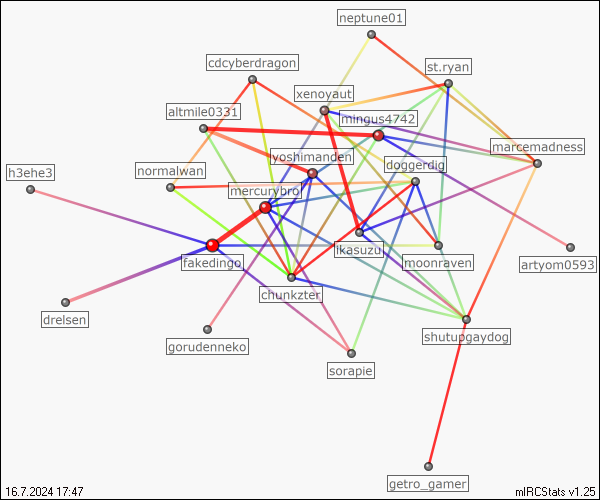 neptune01
cdcyberdragon
st.ryan
xenoyaut
altmile0331
mingus4742
marcemadness
yoshimanden
h3ehe3
normalwan
doggerdig
mercurybro
fakedingo
ikasuzu
moonraven
artyom0593
chunkzter
drelsen
gorudenneko
shutupgaydog
sorapie
getro_gamer
16.7.2024 17:47
mIRCStats v1.25